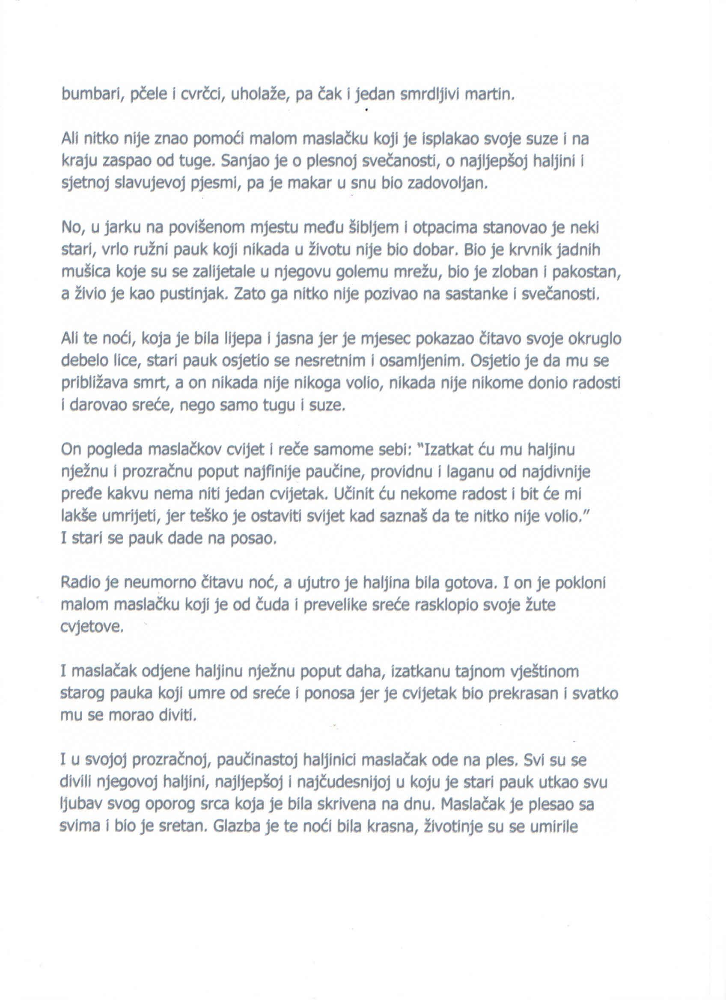 bumbari, pčele i cvrčci, uholaže, pa čak i jedan smrdljivi martin.
Ali nitko nije znao pomoći malom maslačku koji je isplakao svoje suze i na
kraju zaspao od tuge. Sanjao je o plesnoj svečanosti, o najljepšoj haljini i
sjetnoj slavujevoj pjesmi, pa je makar u snu bio zadovoljan.
No, u jarku na povišenom mjestu među šibljem i otpacima stanovao je neki
stari, vrlo ružni pauk koji nikada u životu nije bio dobar. Bio je krvnik jadnih
mušica koje su se zalijetale u njegovu golemu mrežu, bio je zloban i pakostan,
a živio je kao pustinjak. Zato ga nitko nije pozivao na sastanke i svečanosti.
Ali te noći, koja je bila lijepa i jasna jer je mjesec pokazao čitavo svoje okruglo
debelo lice, stari pauk osjetio se nesretnim i osamljenim. Osjetio je da mu se
približava smrt, a on nikada nije nikoga volio, nikada nije nikome donio radosti
i darovao sreće, nego samo tugu i suze.
On pogleda maslačkov cvijet i reče samome sebi: "Izatkat ću mu haljinu
nježnu i prozračnu poput najfinije paučine, providnu i laganu od najdivnije
pređe kakvu nema niti jedan cvijetak. Učinit ću nekome radost i bit će mi
lakše umrijeti, jer teško je ostaviti svijet kad saznaš da te nitko nije volio."
I stari se pauk dade na posao.
Radio je neumorno čitavu noć, a ujutro je haljina bila gotova. I on je pokloni
malom maslačku koji je od čuda i prevelike sreće rasklopio svoje žute
cvjetove.
I maslačak odjene haljinu nježnu poput daha, izatkanu tajnom vještinom
starog pauka koji umre od sreće i ponosa jer je cvijetak bio prekrasan i svatko
mu se morao diviti.
I u svojoj prozračnoj, paučinastoj haljinici maslačak ode na ples. Svi su se
divili njegovoj haljini, najljepšoj i najčudesnijoj u koju je stari pauk utkao svu
ljubav svog oporog srca koja je bila skrivena na dnu. Maslačak je plesao sa
svima i bio je sretan. Glazba je te noći bila krasna, životinje su se umirile